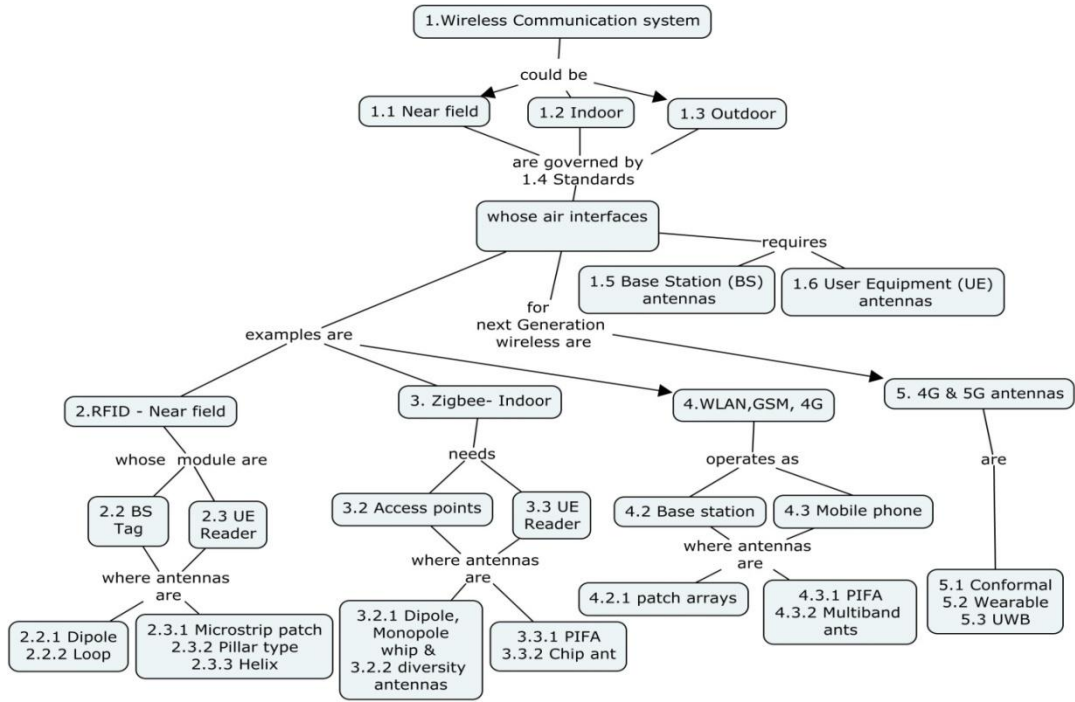 1.Wireless Communication system
could be
1.1 Near field
1.2 Indoor
1.3 Outdoor
are governed by
1.4 Standards
whose air interfaces
requires
1.5 Base Station (BS)
antennas
1.6 User Equipment (UE)
antennas
for
next Generation
wireless are
examples are
2.RFID - Near field
3. Zigbee- Indoor
4.WLAN,GSM, 4G
5. 4G & 5G antennas
whose module are
needs
operates as
are
2.2 BS
Tag
2.3 UE
Reader
3.2 Access points
3.3 UE
Reader
4.2 Base station
4.3 Mobile phone
where antennas
are
where antennas
are
where antennas
are
2.2.1 Dipole
2.2.2 Loop
2.3.1 Microstrip patch
2.3.2 Pillar type
2.3.3 Helix
3.2.1 Dipole,
Monopole
whip &
3.2.2 diversity
antennas
3.3.1 PIFA
3.3.2 Chip ant
4.2.1 patch arrays
4.3.1 PIFA
4.3.2 Multiband
ants
5.1 Conformal
5.2 Wearable
5.3 UWB